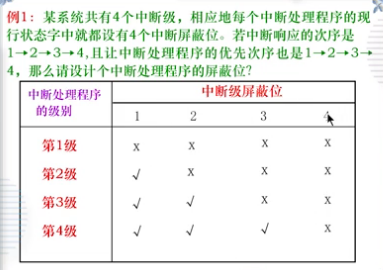 例1：某系统共有4个中断级，相应地每个中断处理程序的现
行状态字中就都设有4个中断屏蔽位。若中断响应的次序是
1→2→3→4,且让中断处理程序的优先次序也是1→2→3→
4，那么请设计个中断处理程序的屏蔽位?
中断处理程序 中断级屏蔽位
的级别
1 2 3 4
第1级 x x x x
第2级 √ x x x
第3级 √ √ x x
第4级 √ √ √ x